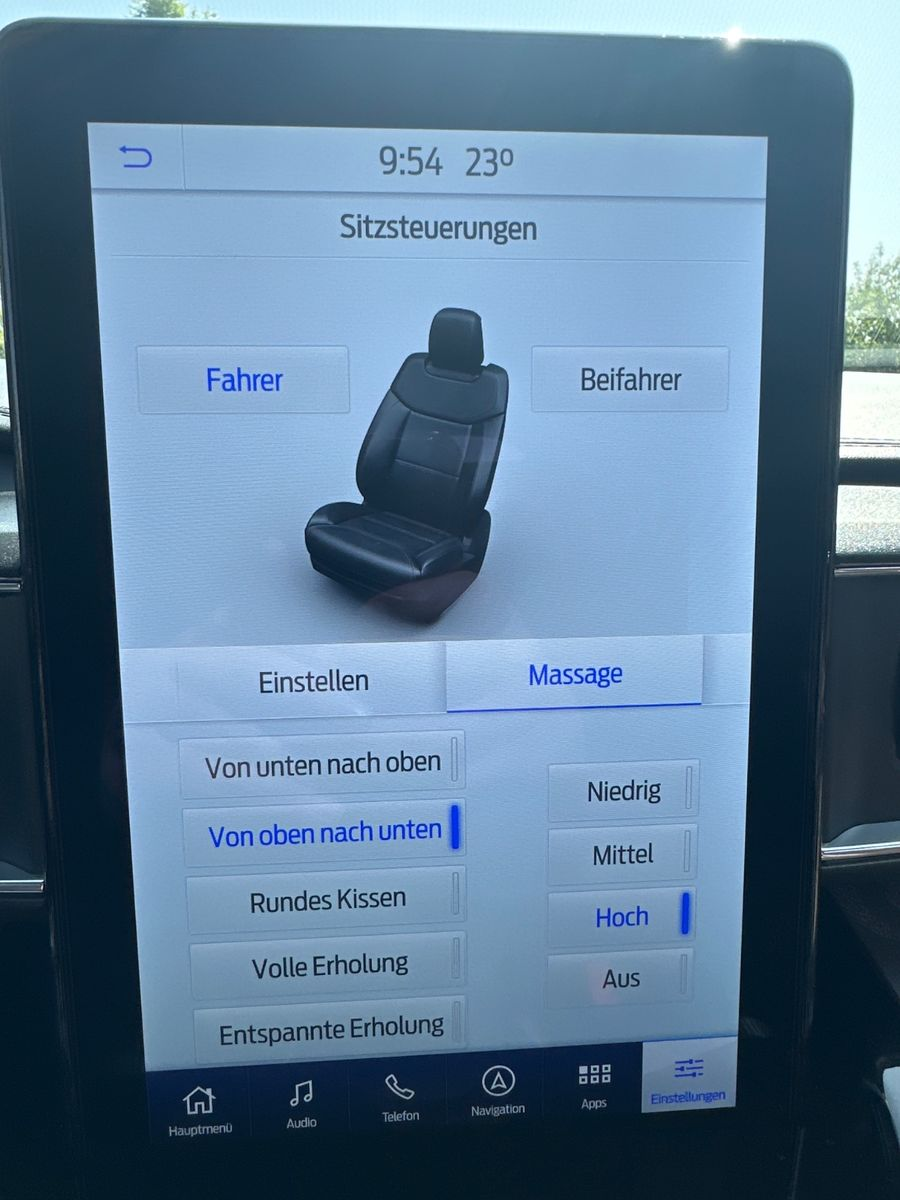 9:54 23º
Sitzsteuerungen
Fahrer
Beifahrer
Einstellen
Massage
Von unten nach oben
Von oben nach unten
Rundes Kissen
Volle Erholung
Entspannte Erholung
Niedrig
Mittel
Hoch
Aus
Hauptmenü
Audio
Telefon
Navigation
Apps
Einstellungen